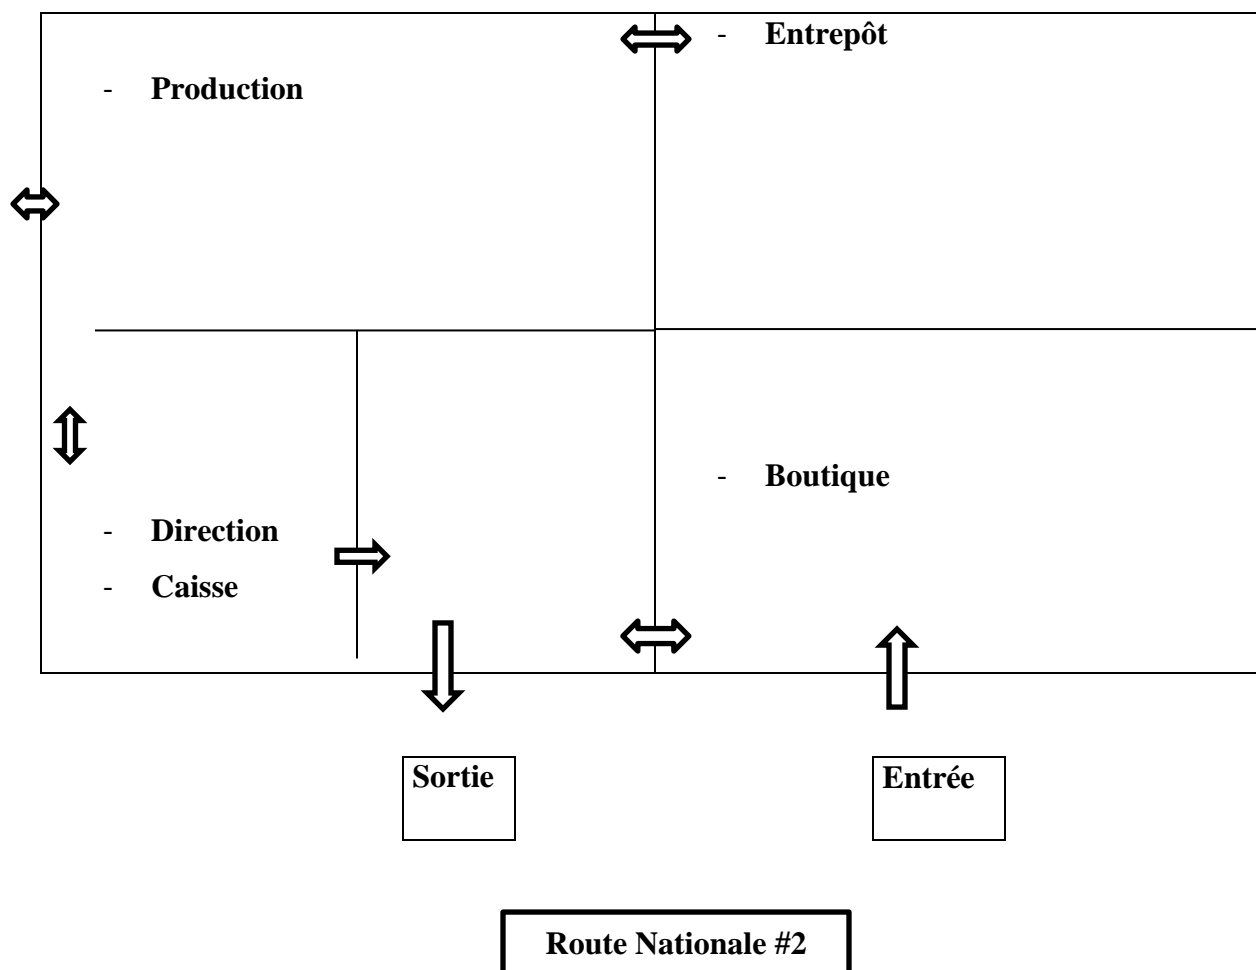 - Entrepôt
- Production
- Boutique
- Direction
- Caisse
Sortie
Entrée
Route Nationale #2